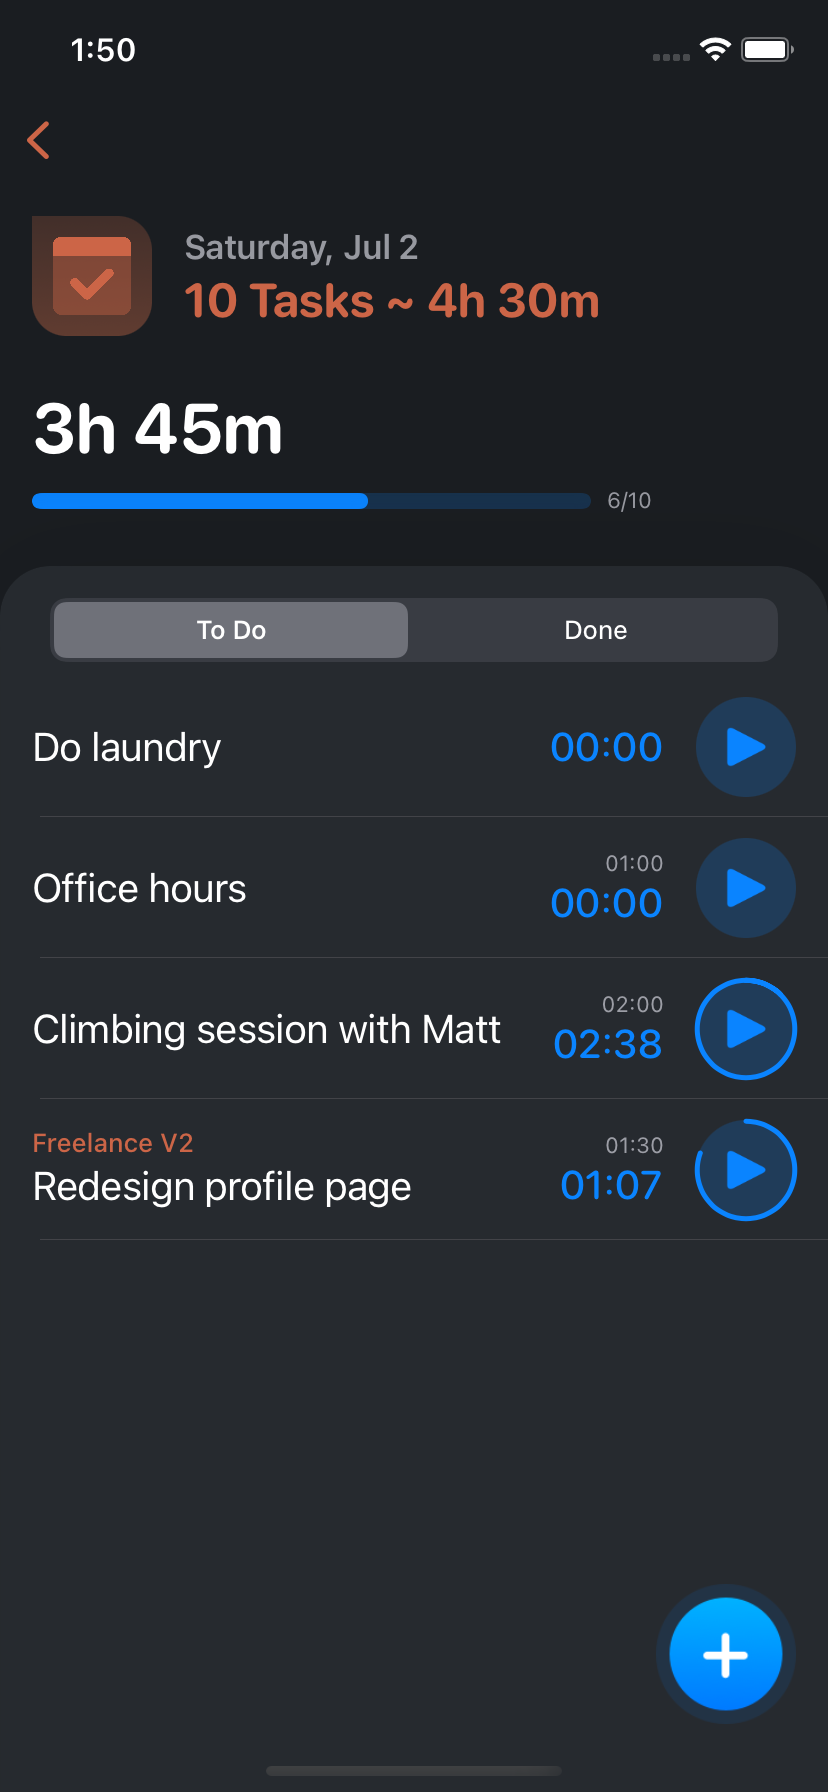 1:50
Saturday, Jul 2
10 Tasks ~ 4h 30m
3h 45m
6/10
To Do
Done
Do laundry
00:00
Office hours
01:00
00:00
Climbing session with Matt
02:00
02:38
Freelance V2
Redesign profile page
01:30
01:07